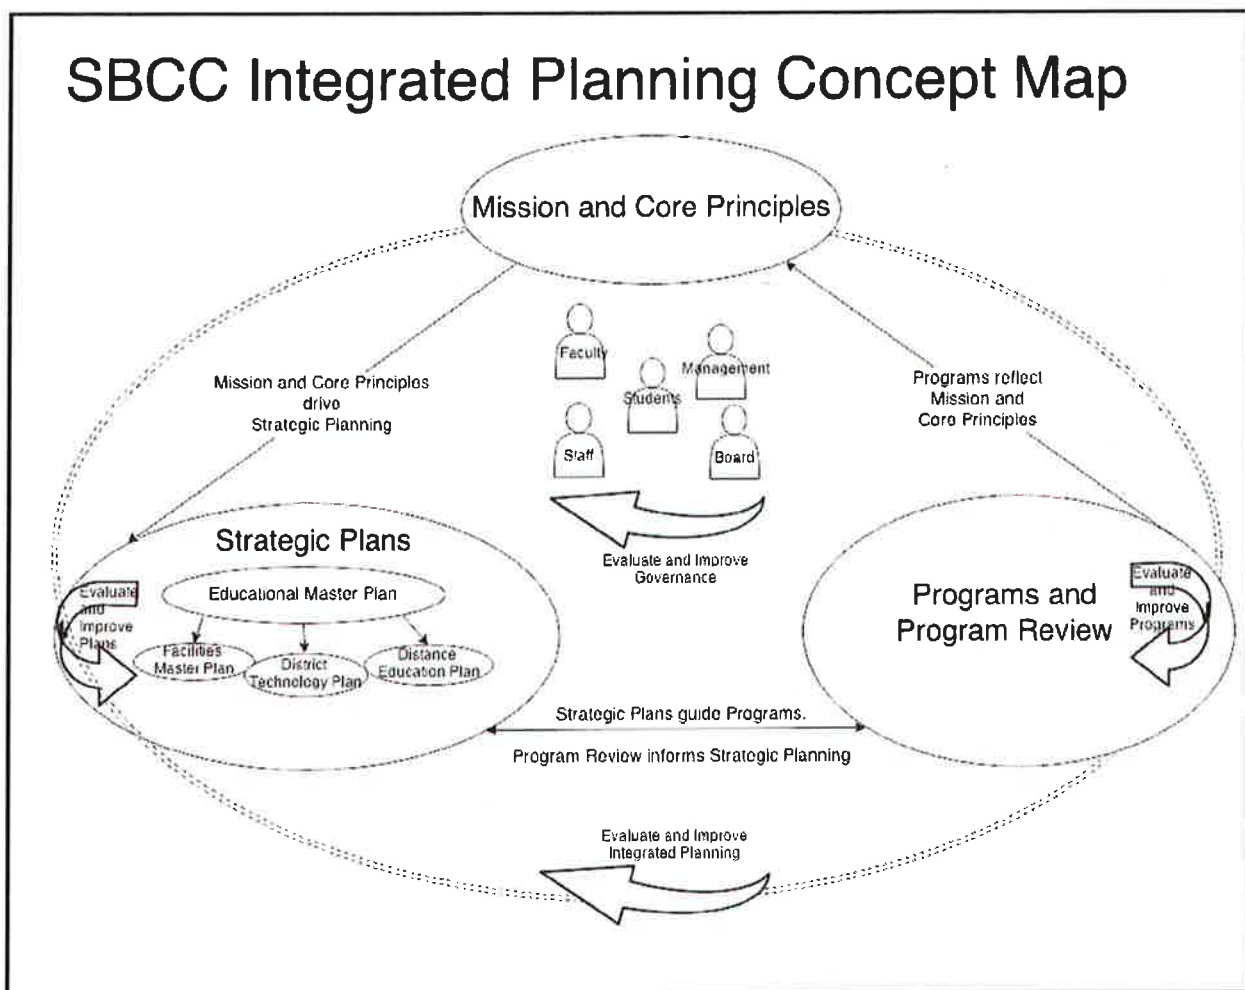 SBCC Integrated Planning Concept Map
Mission and Core Principles
Faculty
Management
Students
Staff
Board
Mission and Core Principles
drive
Strategic Planning
Programs reflect
Mission and
Core Principles
Evaluate and Improve
Governance
Strategic Plans
Educational Master Plan
Evaluate
and
Improve
Plans
Facilities
Master Plan
District
Technology Plan
Distance
Education Plan
Programs and
Program Review
Evaluate
and
Improve
Programs
Strategic Plans guide Programs.
Program Review informs Strategic Planning
Evaluate and Improve
Integrated Planning